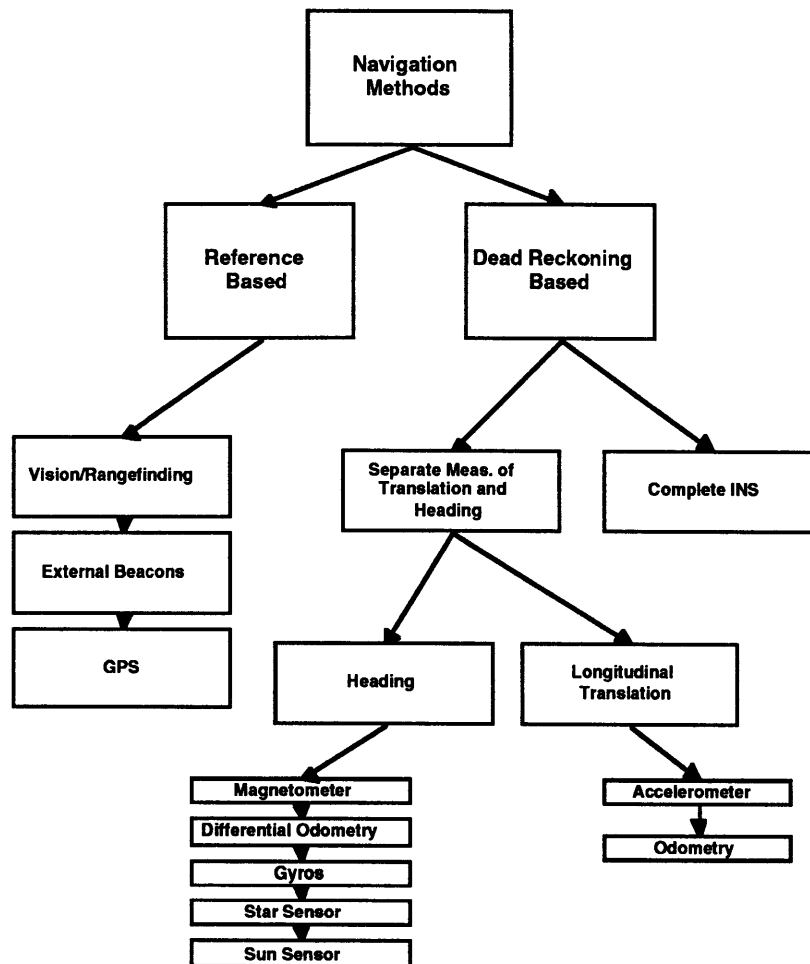 Navigation
Methods
Reference
Based
Dead Reckoning
Based
Vision/Rangefinding
External Beacons
GPS
Separate Meas. of
Translation and
Heading
Complete INS
Heading
Longitudinal
Translation
Magnetometer
Differential Odometry
Gyros
Star Sensor
Sun Sensor
Accelerometer
Odometry